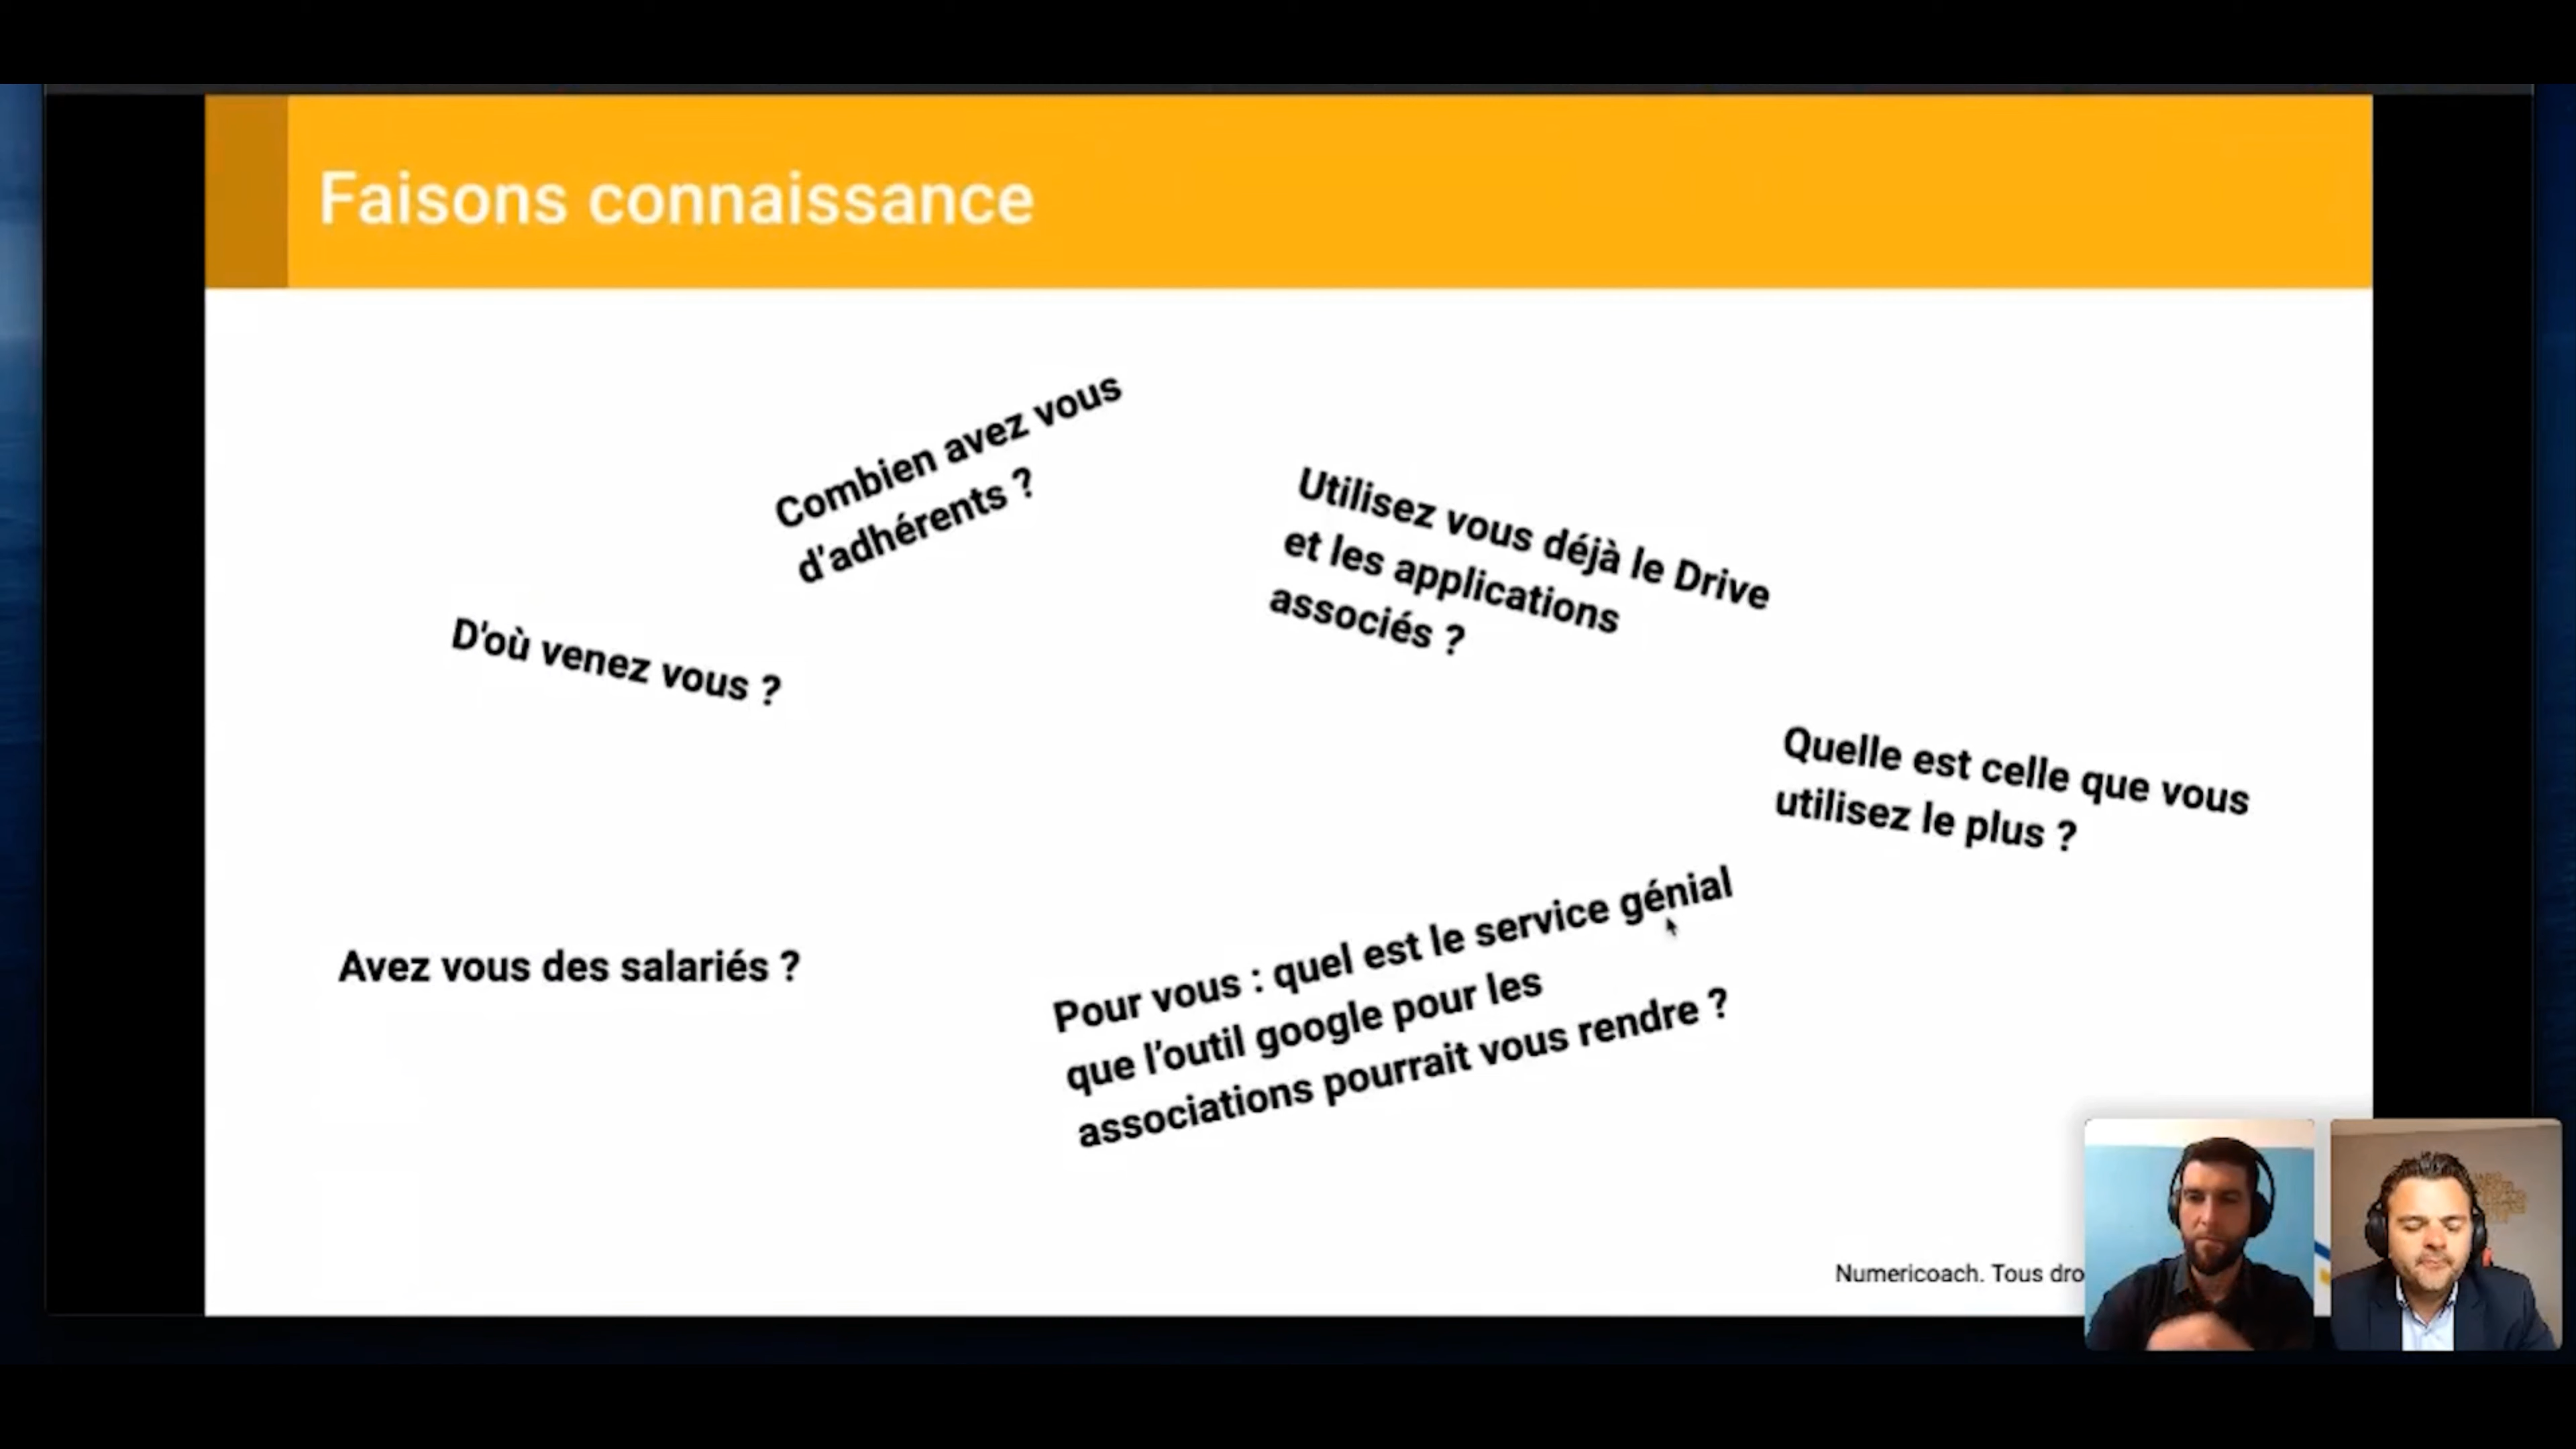 Faisons connaissance
Combien avez vous
d'adhérents ?
Utilisez vous déjà le Drive
et les applications
associés ?
D'où venez vous ?
Quelle est celle que vous
utilisez le plus ?
Avez vous des salariés ?
Pour vous : quel est le service génial
que l'outil google pour les
associations pourrait vous rendre ?
Numericoach. Tous